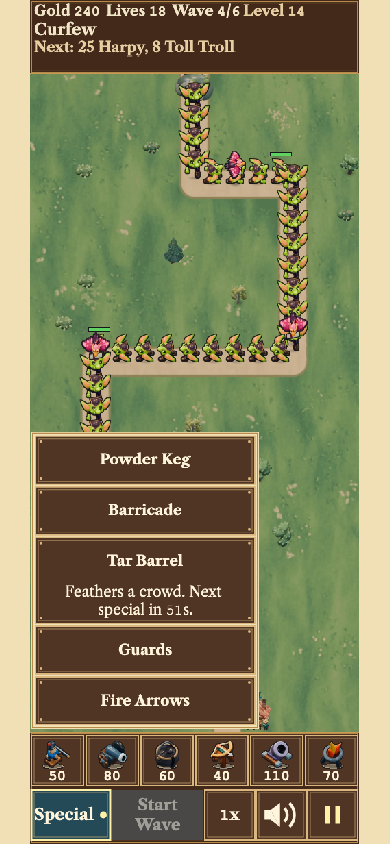 Gold 240 Lives 18 Wave 4/6 Level 14
Curfew
Next: 25 Harpy, 8 Toll Troll
Powder Keg
Barricade
Tar Barrel
Feathers a crowd. Next
special in 51s.
Guards
Fire Arrows
50 80 60 40 110 70
Special •
Start
Wave
1x